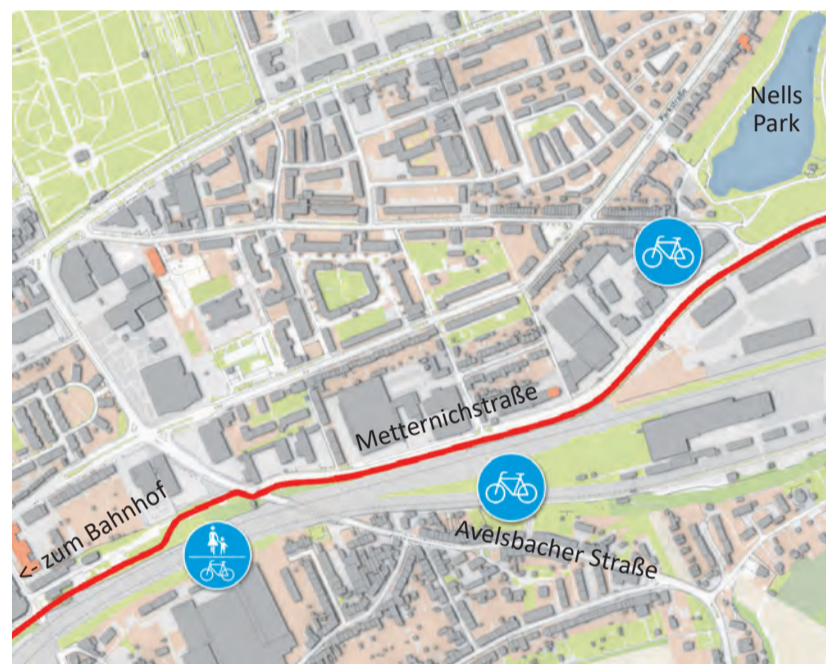 Nells
Park
Metternichstraße
<- zum Bahnhof
Avelsbacher Straße